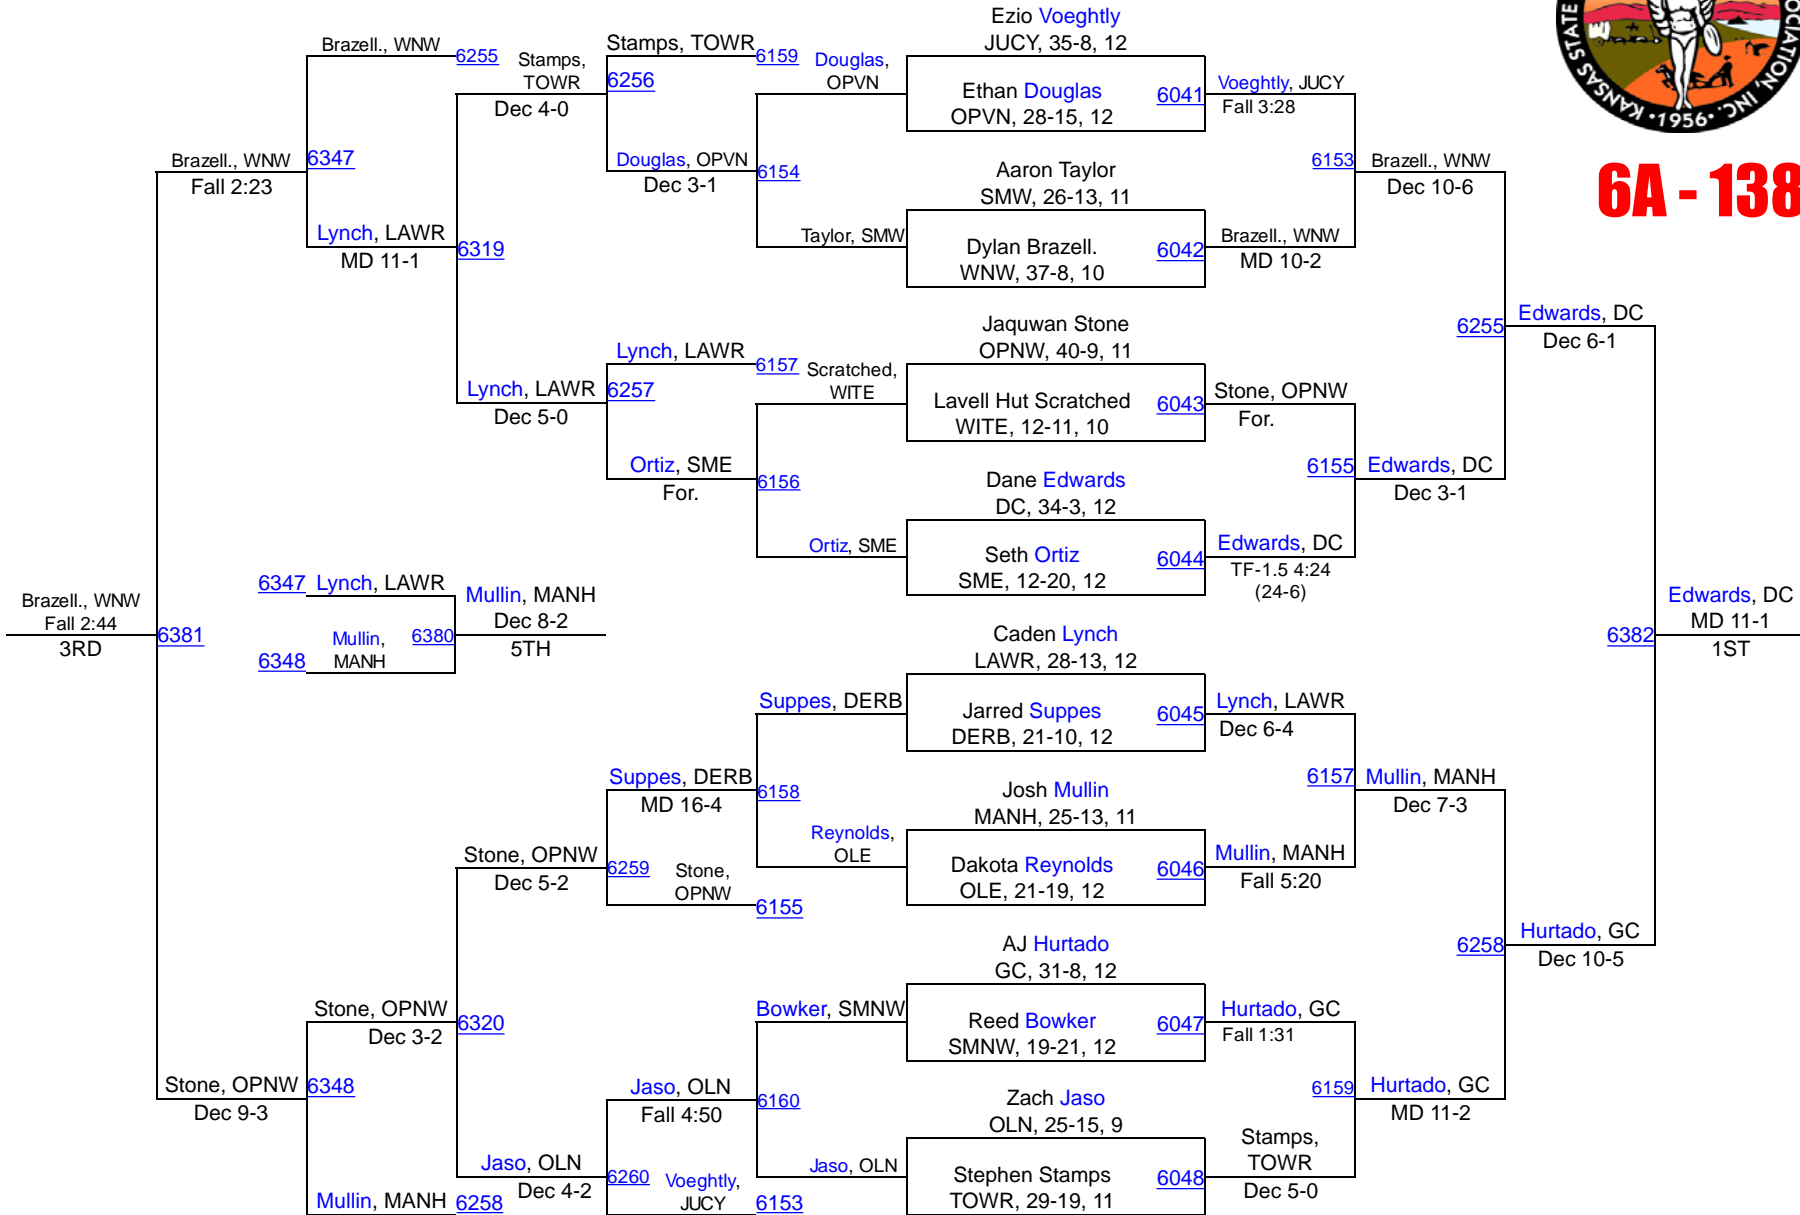 Ezio Voeghtly
JUCY, 35-8, 12
Ethan Douglas
OPVN, 28-15, 12
6041
Aaron Taylor
SMW, 26-13, 11
Dylan Brazell.
WNW, 37-8, 10
6042
Jaquwan Stone
OPNW, 40-9, 11
Lavell Hut Scratched
WITE, 12-11, 10
6043
Dane Edwards
DC, 34-3, 12
Seth Ortiz
SME, 12-20, 12
6044
Caden Lynch
LAWR, 28-13, 12
Jarred Suppes
DERB, 21-10, 12
6045
Josh Mullin
MANH, 25-13, 11
Dakota Reynolds
OLE, 21-19, 12
6046
AJ Hurtado
GC, 31-8, 12
Reed Bowker
SMNW, 19-21, 12
6047
Zach Jaso
OLN, 25-15, 9
Stephen Stamps
TOWR, 29-19, 11
6048
Voeghtly, JUCY
Fall 3:28
6153
Brazell., WNW
MD 10-2
Stone, OPNW
For.
6155
Edwards, DC
TF-1.5 4:24
(24-6)
Lynch, LAWR
Dec 6-4
6157
Mullin, MANH
Fall 5:20
Hurtado, GC
Fall 1:31
6159
Stamps,
TOWR
Dec 5-0
Brazell., WNW
Dec 10-6
6255
Edwards, DC
Dec 3-1
Mullin, MANH
Dec 7-3
6258
Hurtado, GC
MD 11-2
Edwards, DC
Dec 6-1
6382
Hurtado, GC
Dec 10-5
Edwards, DC
MD 11-1
1ST
KANSAS STATE
OCIATION, INC.
•1956•
6A - 138
Douglas,
OPVN
6154
Taylor, SMW
Scratched,
WITE
6156
Ortiz, SME
Suppes, DERB
6158
Reynolds,
OLE
Bowker, SMNW
6160
Jaso, OLN
Stamps, TOWR
6159
6256
Douglas, OPVN
Dec 3-1
Lynch, LAWR
6157
6257
Ortiz, SME
For.
Suppes, DERB
MD 16-4
6259
Stone,
OPNW
6155
Jaso, OLN
Fall 4:50
6260
Voeghtly,
JUCY
6153
Stamps,
TOWR
Dec 4-0
6319
Lynch, LAWR
Dec 5-0
Stone, OPNW
Dec 5-2
6320
Jaso, OLN
Dec 4-2
Brazell., WNW
6255
6347
Lynch, LAWR
MD 11-1
Stone, OPNW
Dec 3-2
6348
Mullin, MANH
6258
Brazell., WNW
Fall 2:23
6381
Stone, OPNW
Dec 9-3
Brazell., WNW
Fall 2:44
3RD
6347
Lynch, LAWR
6380
6348
Mullin,
MANH
Mullin, MANH
Dec 8-2
5TH